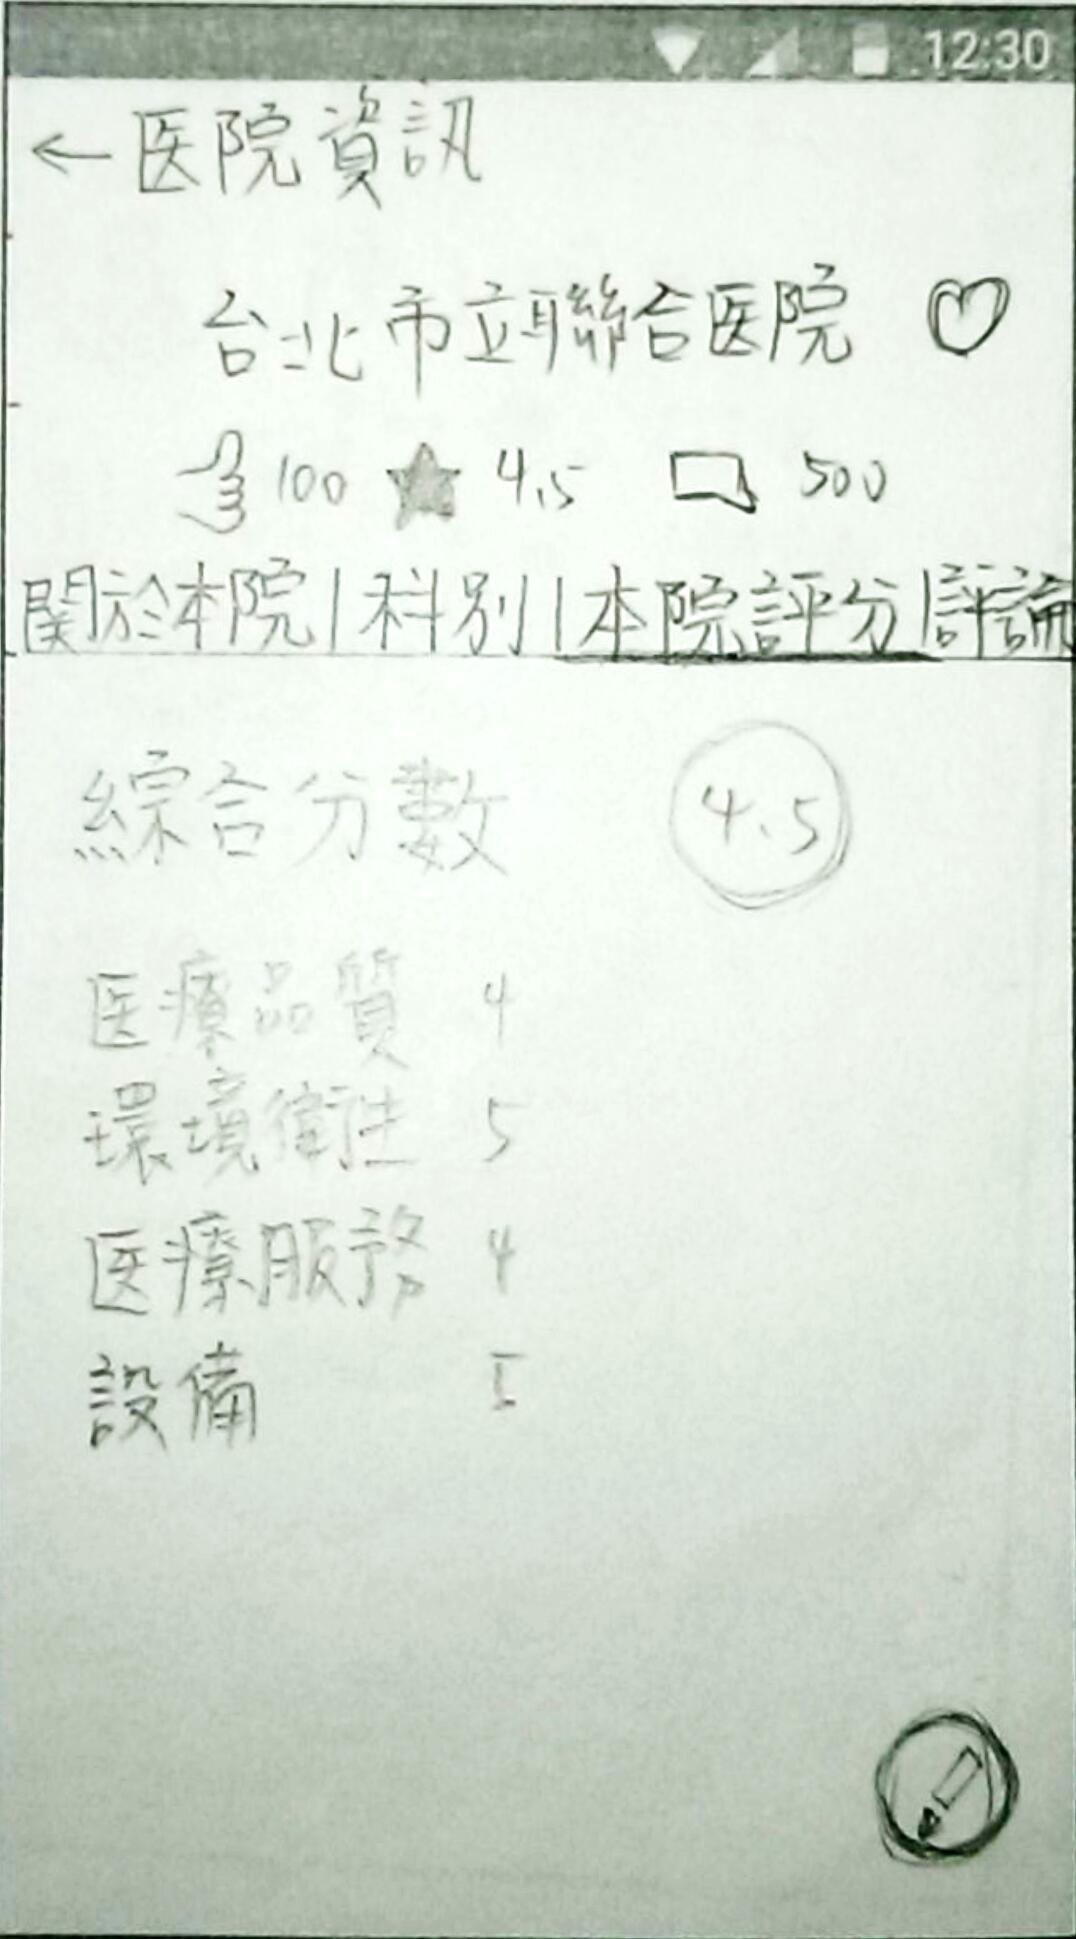 12:30
←医院資訊
台北市立聯合医院
100 4.5 500
関於本院|科別|本院評分|評論
綜合分數 4.5
医療品質 4
環境衛生 5
医療服務 4
設備 5